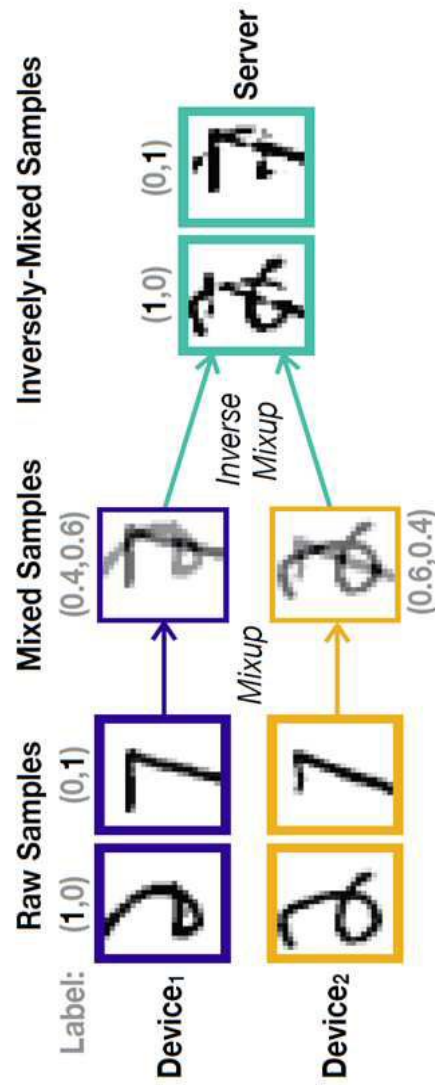 Raw Samples
Mixed Samples
Inversely-Mixed Samples
Label:
(1,0)
(0,1)
(0.4,0.6)
(1,0)
(0,1)
Device1
Mixup
Inverse
Mixup
Server
Device2
(0.6,0.4)